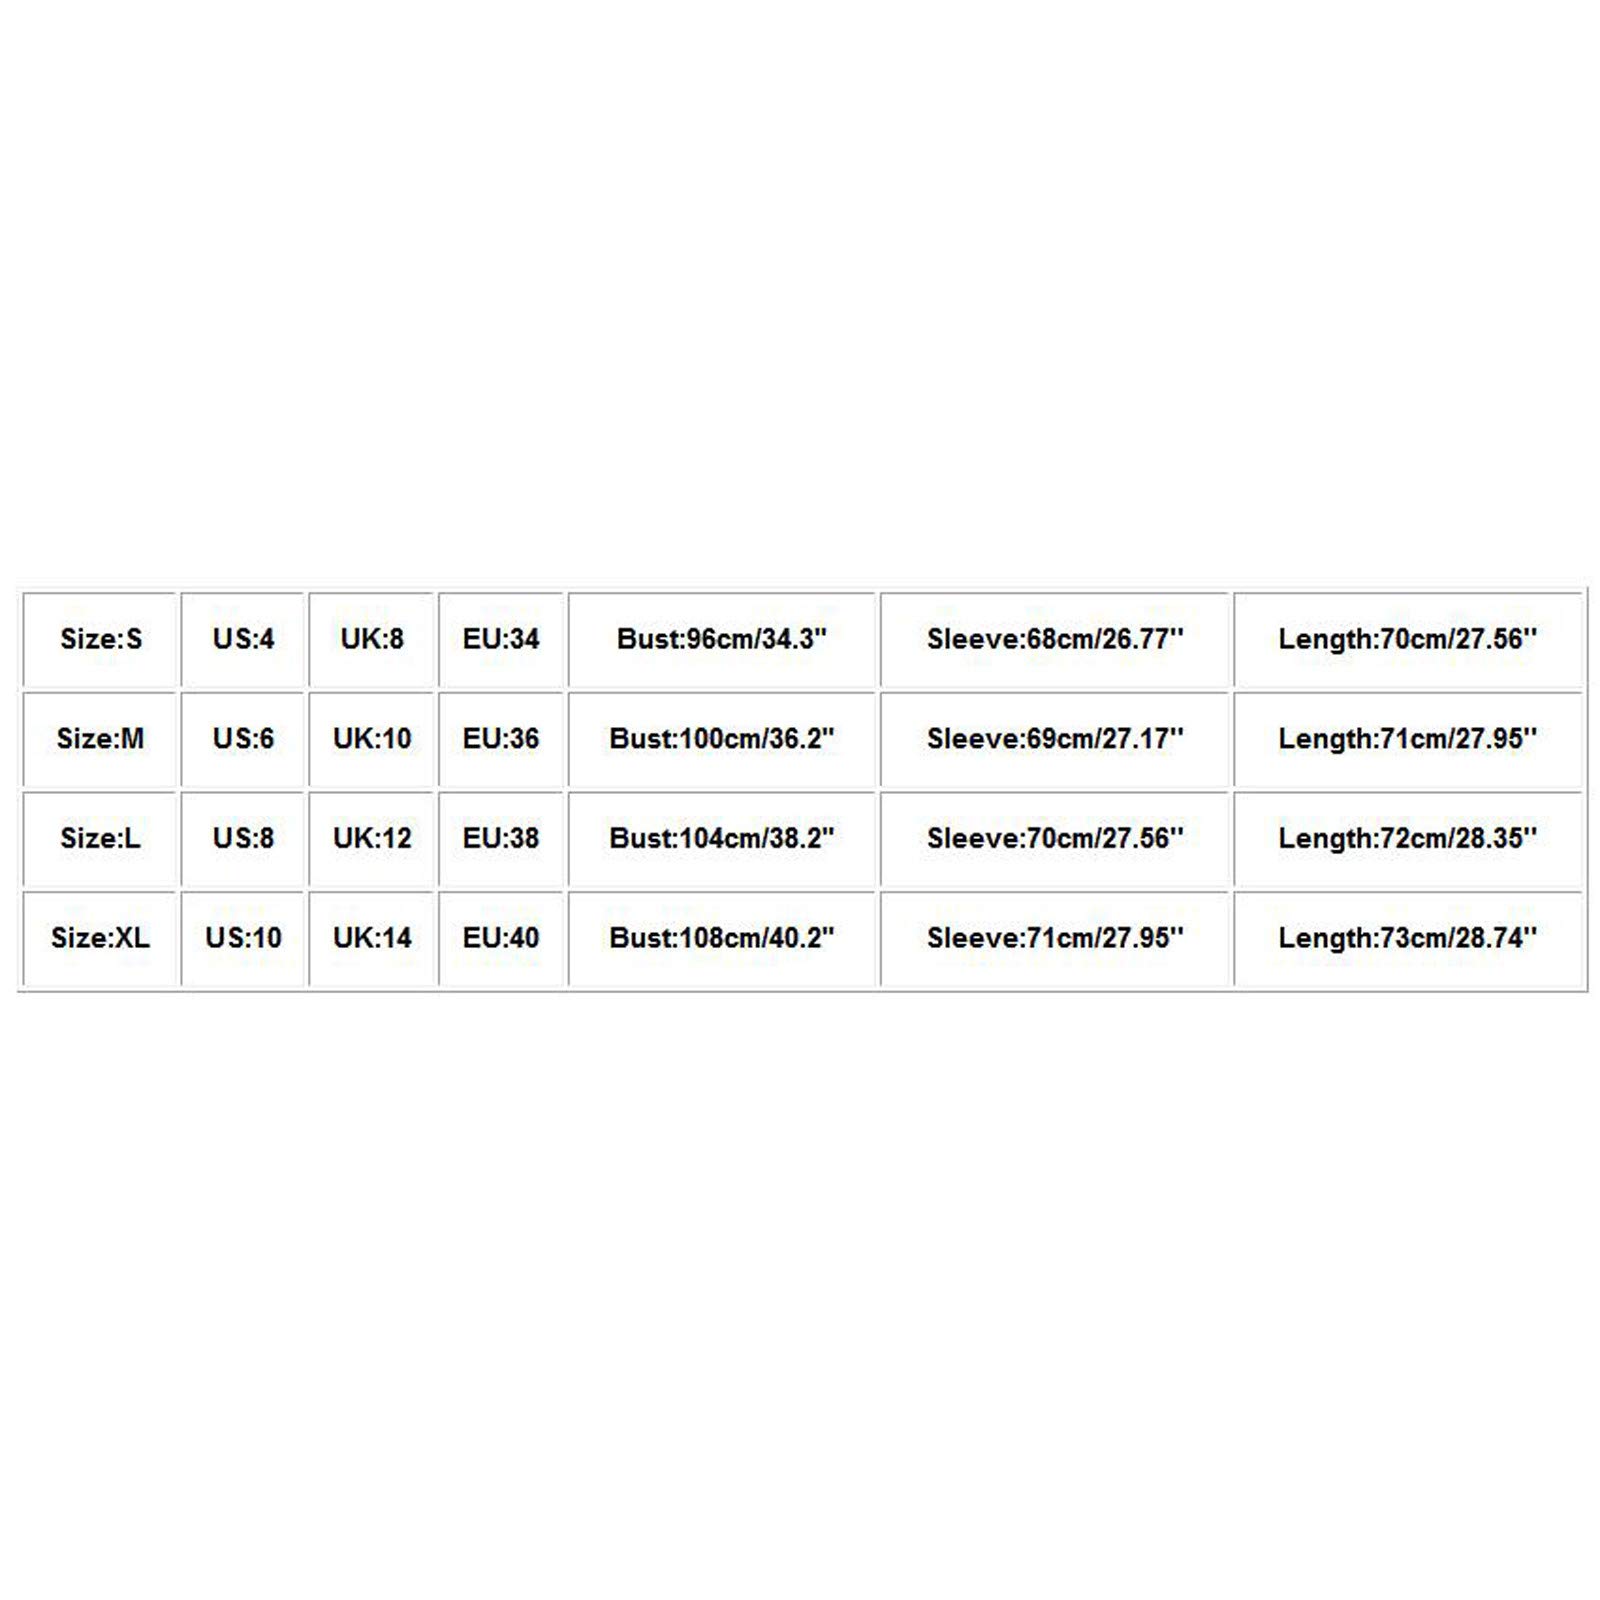 Size:S US:4 UK:8 EU:34 Bust:96cm/34.3" Sleeve:68cm/26.77'' Length:70cm/27.56''
Size:M US:6 UK:10 EU:36 Bust:100cm/36.2" Sleeve:69cm/27.17'' Length:71cm/27.95''
Size:L US:8 UK:12 EU:38 Bust:104cm/38.2" Sleeve:70cm/27.56'' Length:72cm/28.35''
Size:XL US:10 UK:14 EU:40 Bust:108cm/40.2" Sleeve:71cm/27.95'' Length:73cm/28.74''